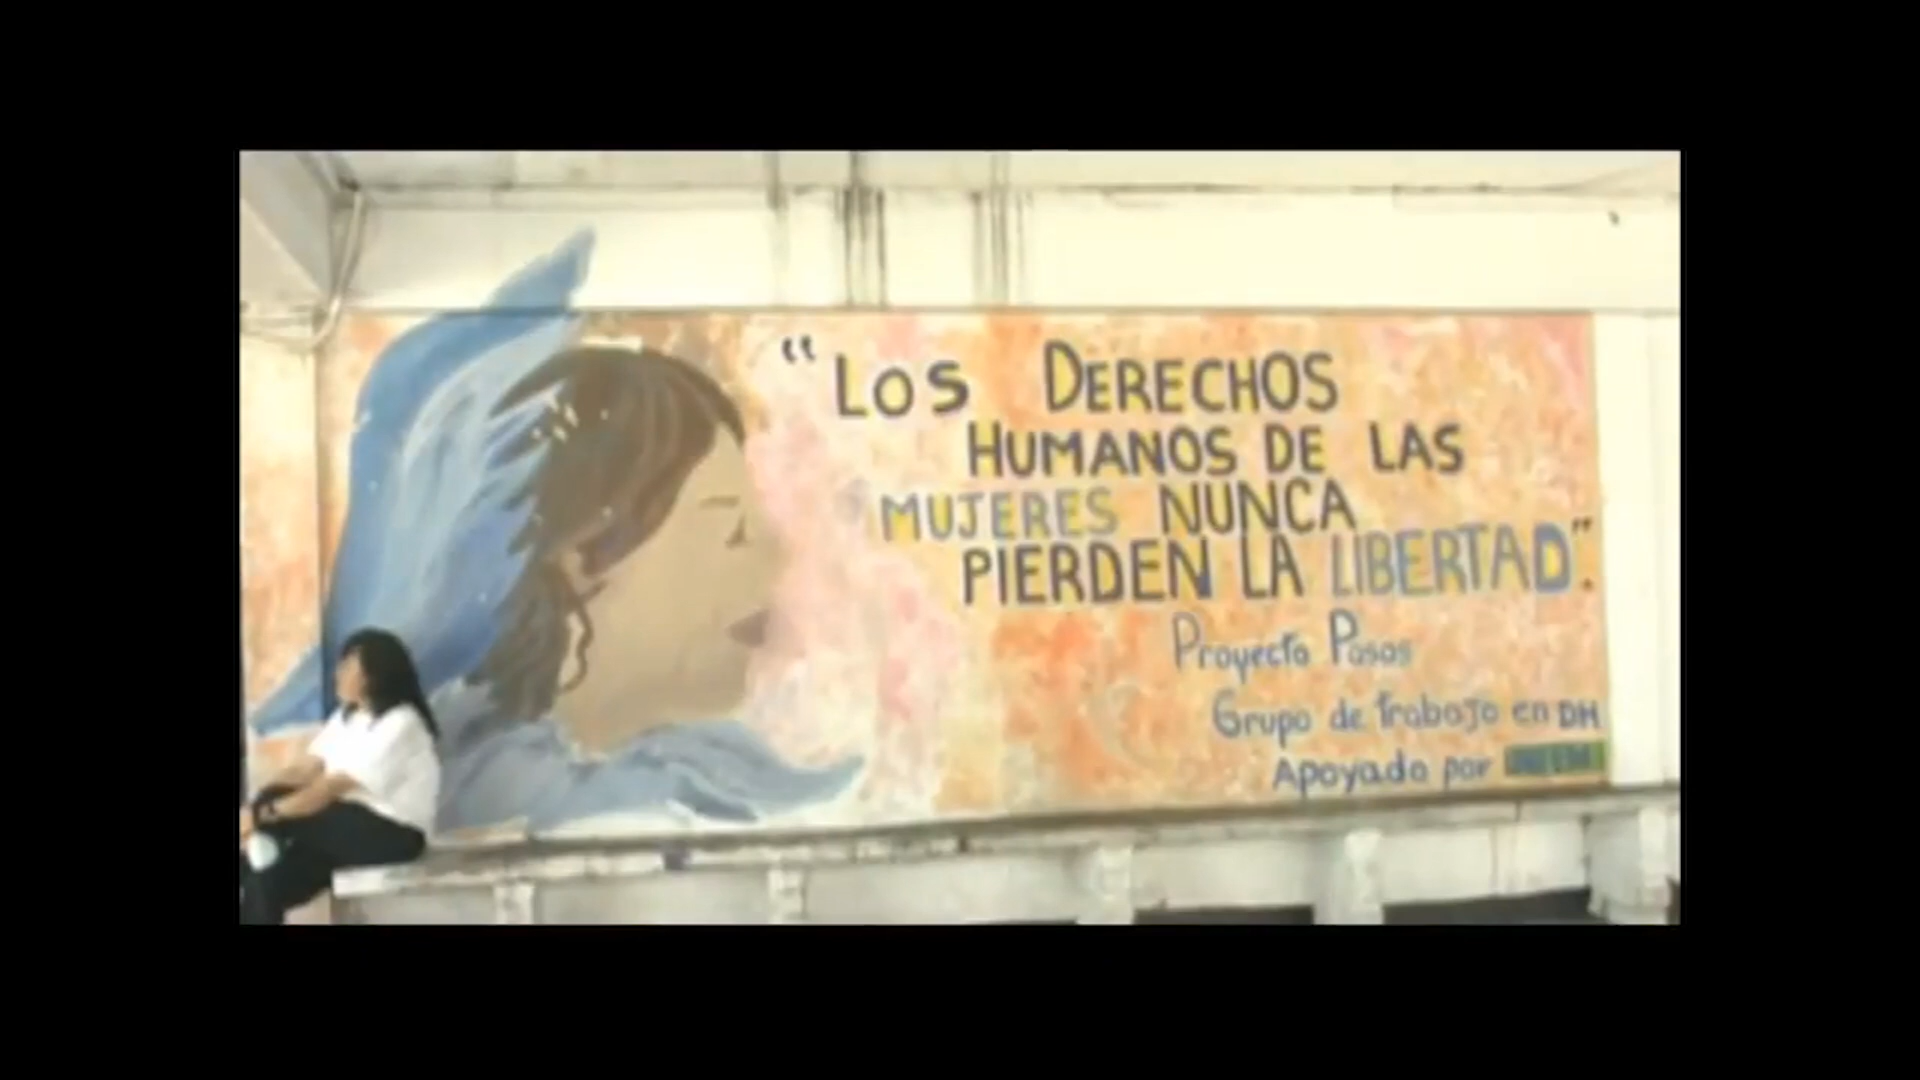 “Los DERECHOS
HUMANOS DE LAS
MUJERES NUNCA
PIERDEN LA LIBERTAD”.
Proyecto Pasos
Grupo de trabajo en DH
Apoyado por